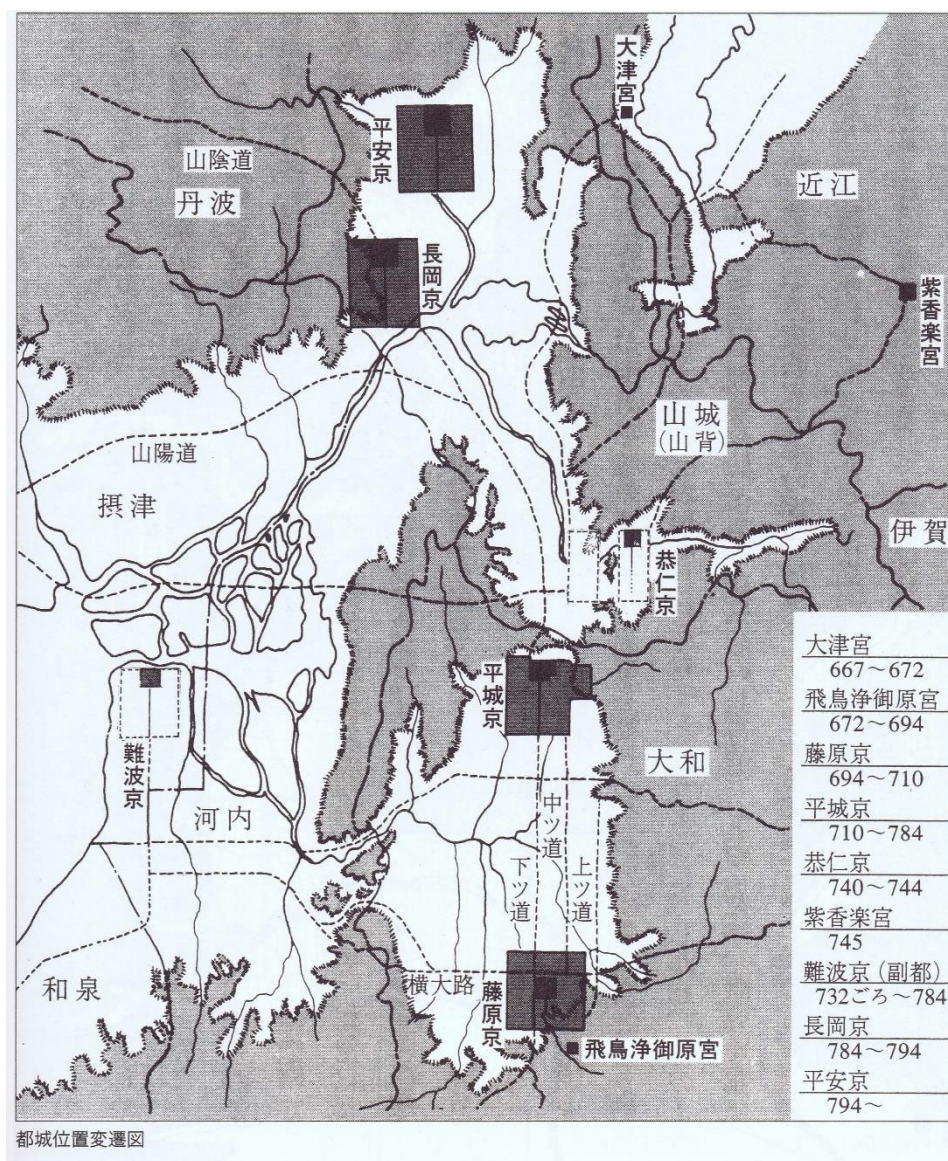 大津宮
平安京
山陰道
丹波
近江
長岡京
紫香楽宮
山城
(山背)
山陽道
摂津
伊賀
恭仁京
平城京
難波京
大和
河内
中ツ道
下ツ道
上ツ道
和泉
横大路
藤原京
飛鳥浄御原宮
大津宮
667～672
飛鳥浄御原宮
672～694
藤原京
694～710
平城京
710～784
恭仁京
740～744
紫香楽宮
745
難波京(副都)
732ごろ～784
長岡京
784～794
平安京
794～
都城位置変遷図